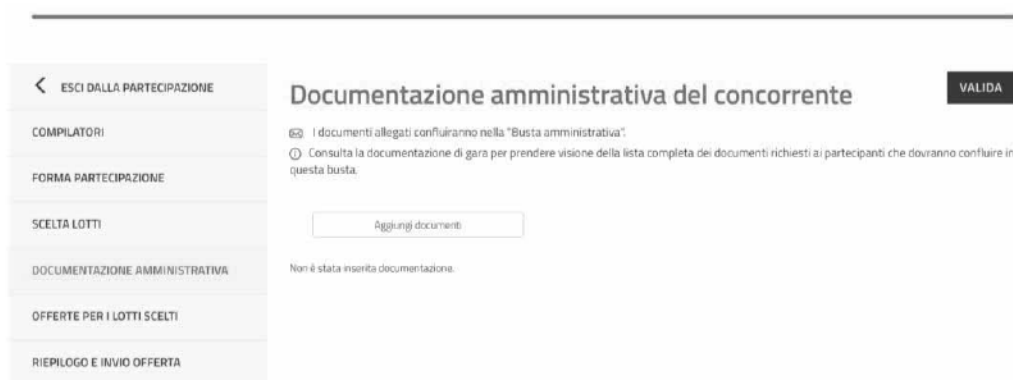 ESCI DALLA PARTECIPAZIONE
COMPILATORI
FORMA PARTECIPAZIONE
SCELTA LOTTI
DOCUMENTAZIONE AMMINISTRATIVA
OFFERTE PER I LOTTI SCELTI
RIEPILOGO E INVIO OFFERTA
Documentazione amministrativa del concorrente
VALIDA
I documenti allegati confluiranno nella "Busta amministrativa".
Consulta la documentazione di gara per prendere visione della lista completa dei documenti richiesti ai partecipanti che dovranno confluire in
questa busta.
Aggiungi documenti
Non è stata inserita documentazione.